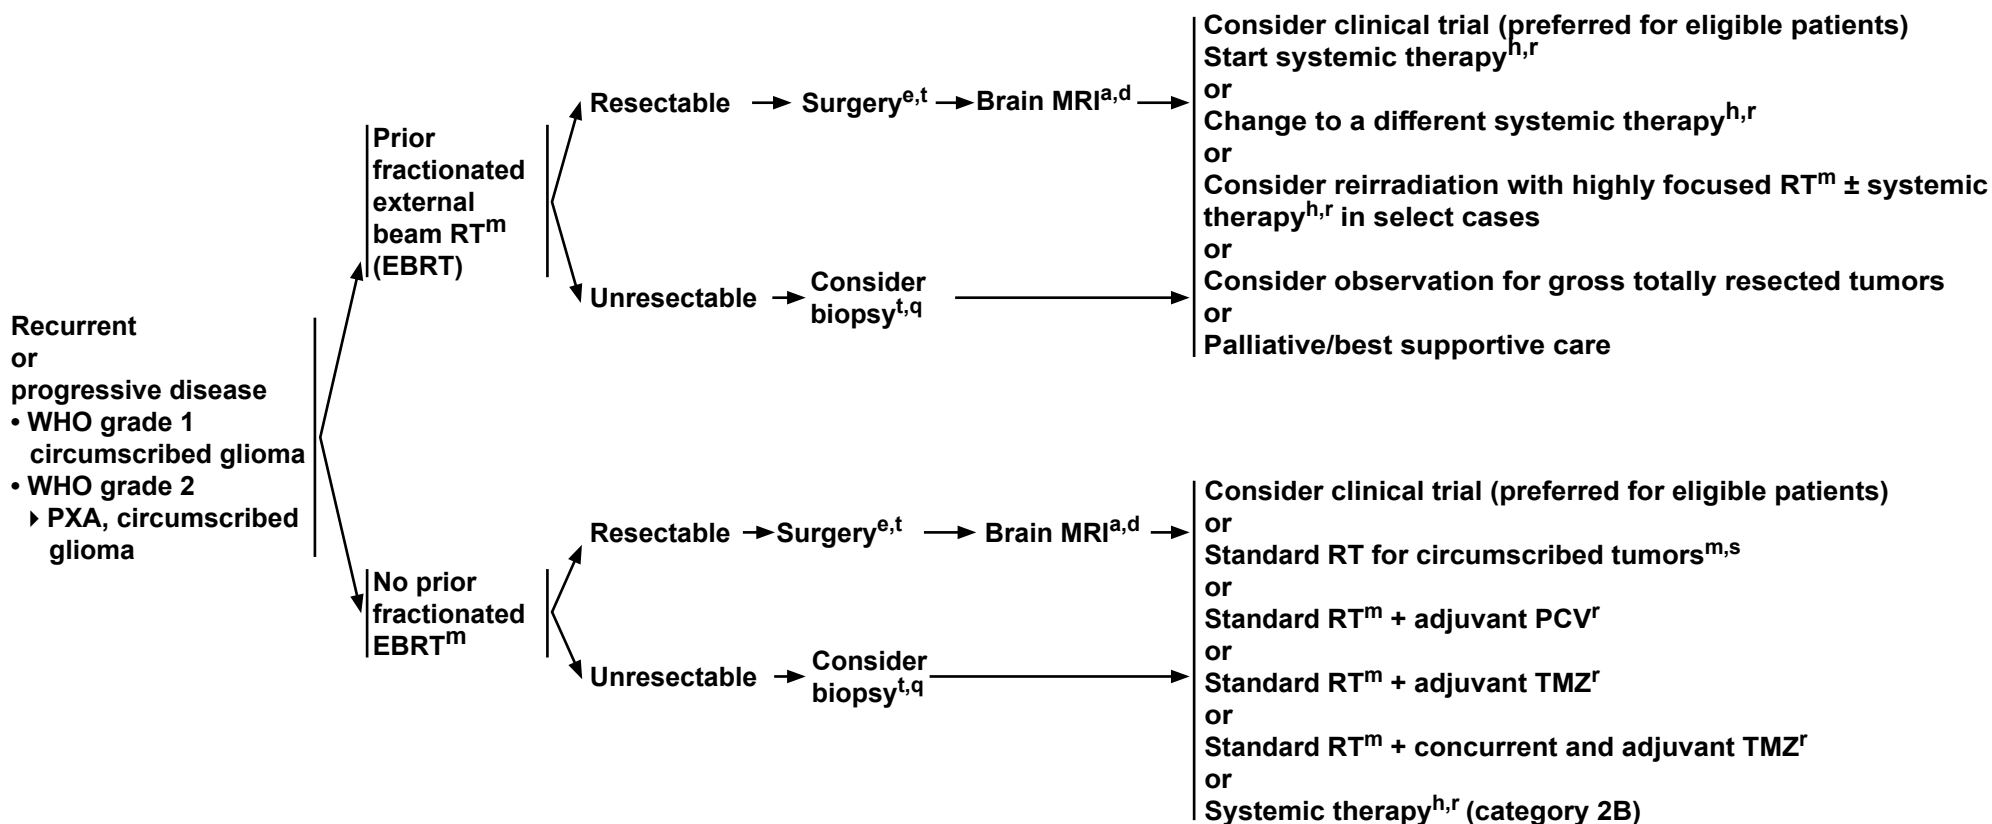 Recurrent
or
progressive disease
• WHO grade 1
circumscribed glioma
• WHO grade 2
‣ PXA, circumscribed
glioma
Prior
fractionated
external
beam RTᵐ
(EBRT)
Resectable
Surgeryᵉ,ᵗ
Brain MRIᵃ,ᵈ
Unresectable
Consider
biopsyᵗ,q
Consider clinical trial (preferred for eligible patients)
Start systemic therapyʰ,ʳ
or
Change to a different systemic therapyʰ,ʳ
or
Consider reirradiation with highly focused RTᵐ ± systemic
therapyʰ,ʳ in select cases
or
Consider observation for gross totally resected tumors
or
Palliative/best supportive care
No prior
fractionated
EBRTᵐ
Resectable
Surgeryᵉ,ᵗ
Brain MRIᵃ,ᵈ
Unresectable
Consider
biopsyᵗ,q
Consider clinical trial (preferred for eligible patients)
or
Standard RT for circumscribed tumorsᵐ,ˢ
or
Standard RTᵐ + adjuvant PCVʳ
or
Standard RTᵐ + adjuvant TMZʳ
or
Standard RTᵐ + concurrent and adjuvant TMZʳ
or
Systemic therapyʰ,ʳ (category 2B)